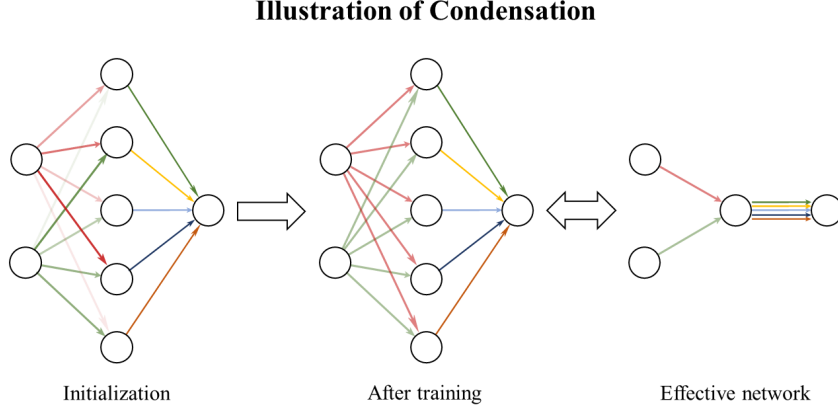 Illustration of Condensation
Initialization
After training
Effective network